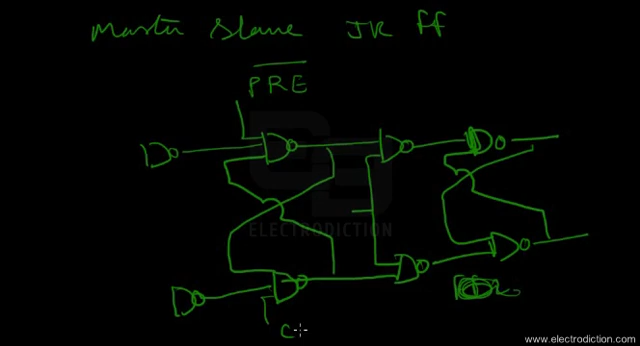 Master Slave JK ff
PRE
ELECTRODICTION
C
www.electrodiction.com